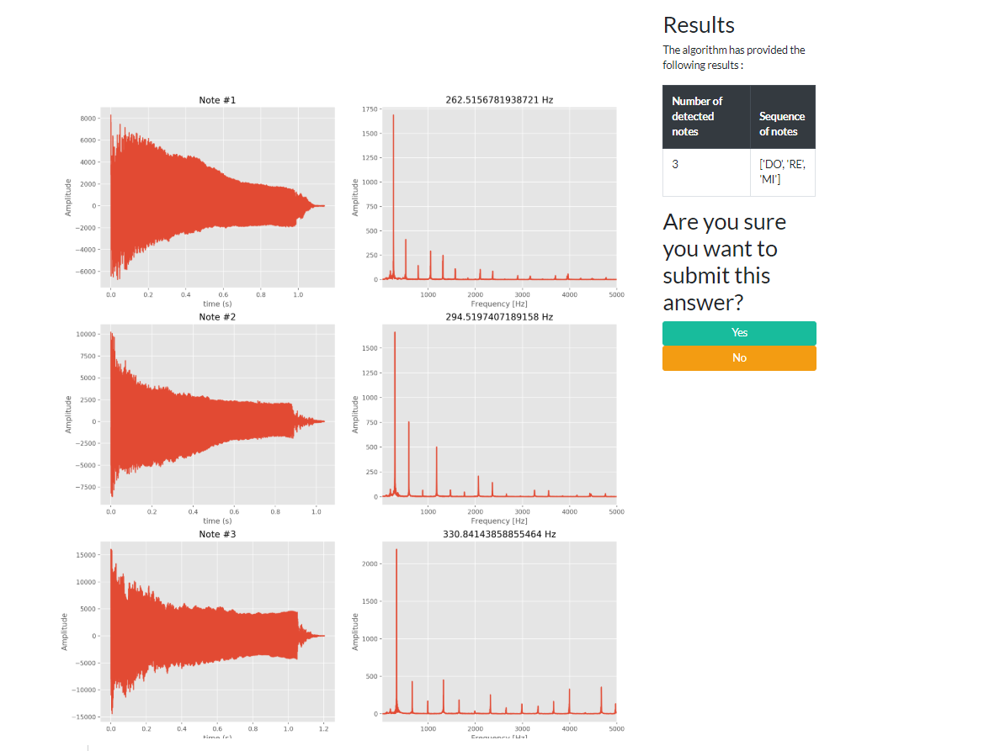 Results
The algorithm has provided the
following results :
Number of
detected
notes
Sequence
of notes
3
['DO', 'RE',
'MI']
Are you sure
you want to
submit this
answer?
Yes
No
Note #1
8000
6000
4000
2000
0
−2000
−4000
−6000
Amplitude
0.0 0.2 0.4 0.6 0.8 1.0
time (s)
262.5156781938721 Hz
1750
1500
1250
1000
750
500
250
0
Amplitude
1000 2000 3000 4000 5000
Frequency [Hz]
Note #2
10000
7500
5000
2500
0
−2500
−5000
−7500
Amplitude
0.0 0.2 0.4 0.6 0.8 1.0
time (s)
294.5197407189158 Hz
1500
1250
1000
750
500
250
0
Amplitude
1000 2000 3000 4000 5000
Frequency [Hz]
Note #3
15000
10000
5000
0
−5000
−10000
−15000
Amplitude
0.0 0.2 0.4 0.6 0.8 1.0 1.2
time (s)
330.84143858855464 Hz
2000
1500
1000
500
0
Amplitude
1000 2000 3000 4000 5000
Frequency [Hz]